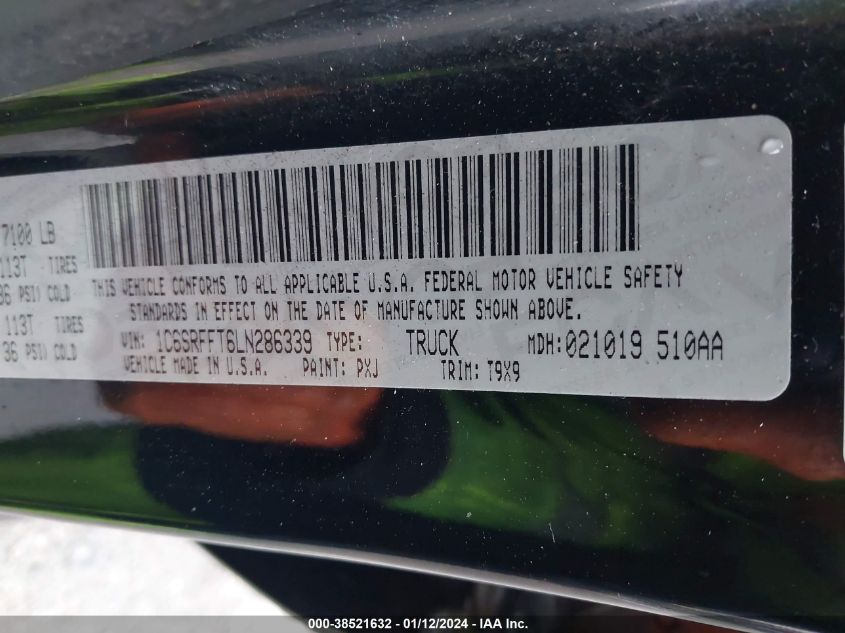 7100 LB
113T TIRES
36 PSI/ COLD
113T TIRES
36 PSI/ COLD
THIS VEHICLE CONFORMS TO ALL APPLICABLE U.S.A. FEDERAL MOTOR VEHICLE SAFETY
STANDARDS IN EFFECT ON THE DATE OF MANUFACTURE SHOWN ABOVE.
VIN: 1C6SRFFT6LN286339 TYPE: TRUCK MDH:021019 510AA
VEHICLE MADE IN U.S.A. PAINT: PXJ TRIM: T9X9
000-38521632 - 01/12/2024 - IAA Inc.